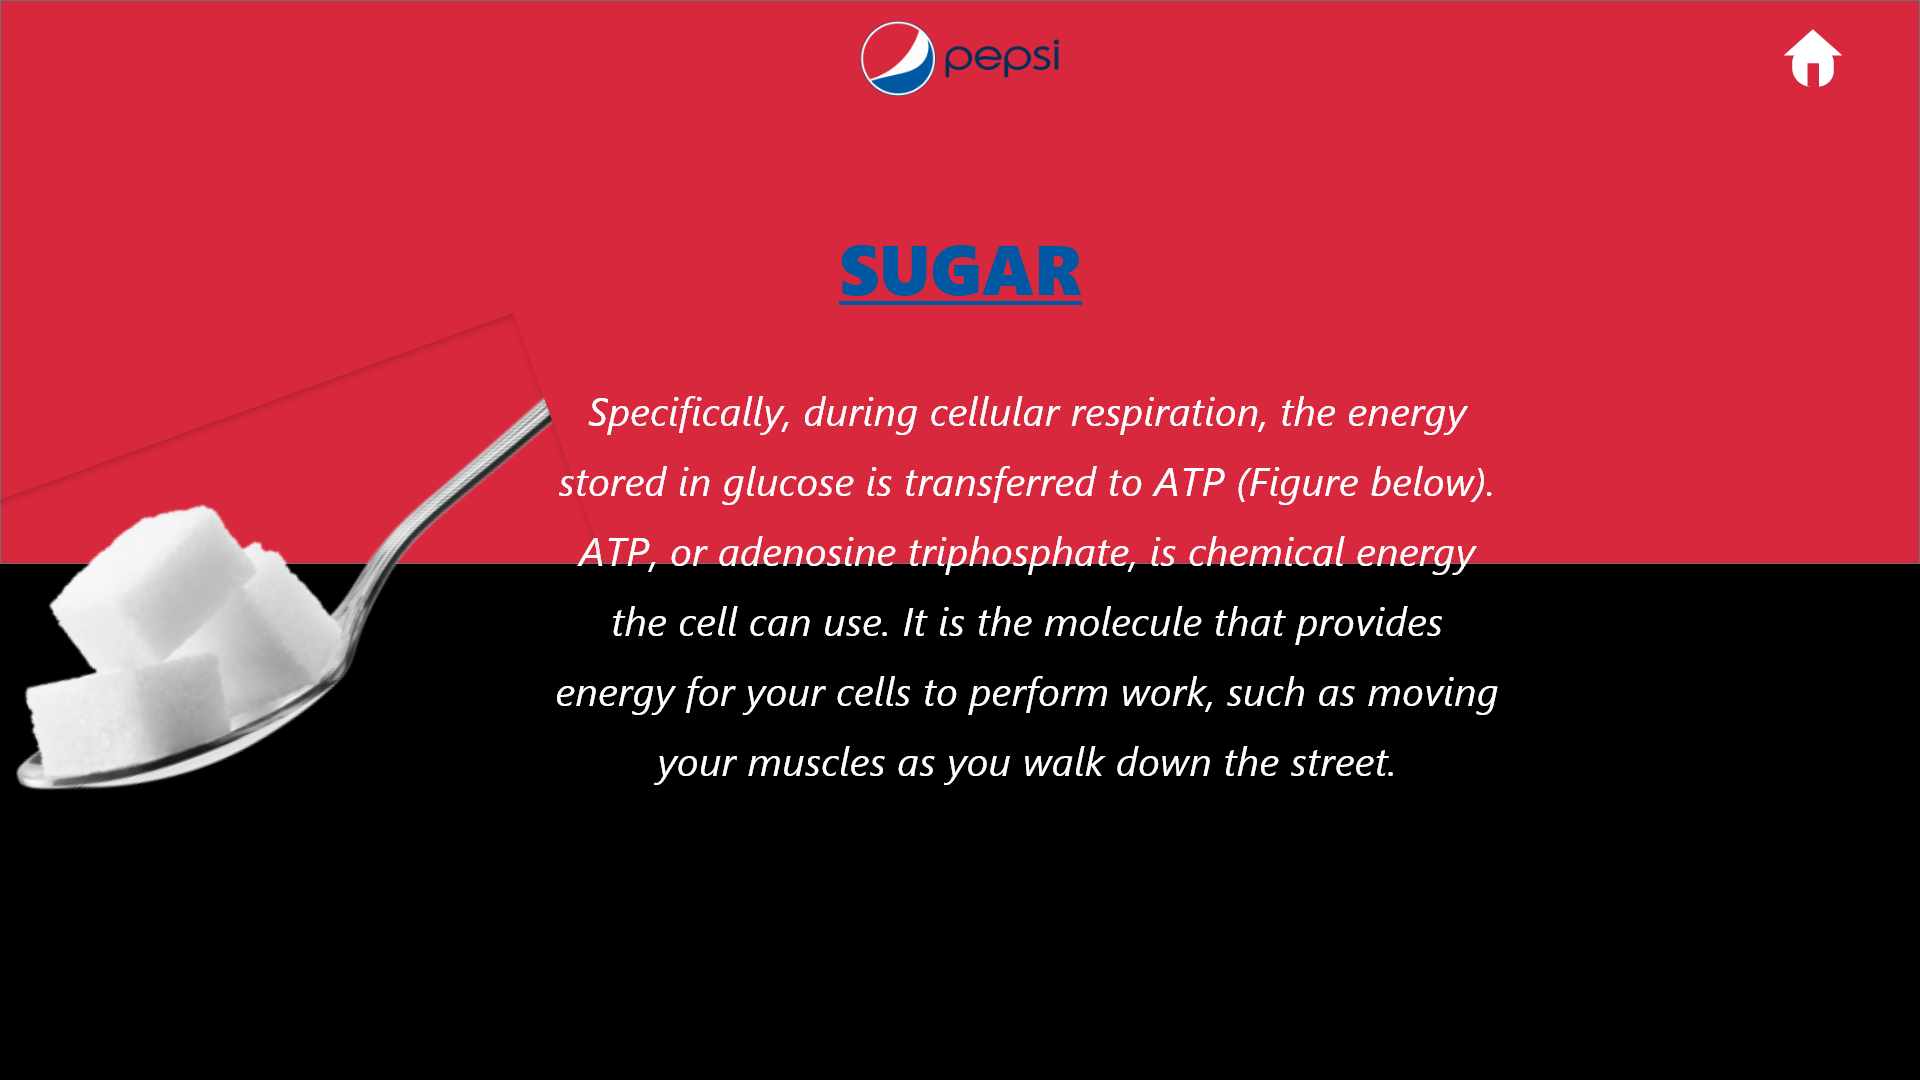 pepsi
SUGAR
Specifically, during cellular respiration, the energy
stored in glucose is transferred to ATP (Figure below).
ATP, or adenosine triphosphate, is chemical energy
the cell can use. It is the molecule that provides
energy for your cells to perform work, such as moving
your muscles as you walk down the street.